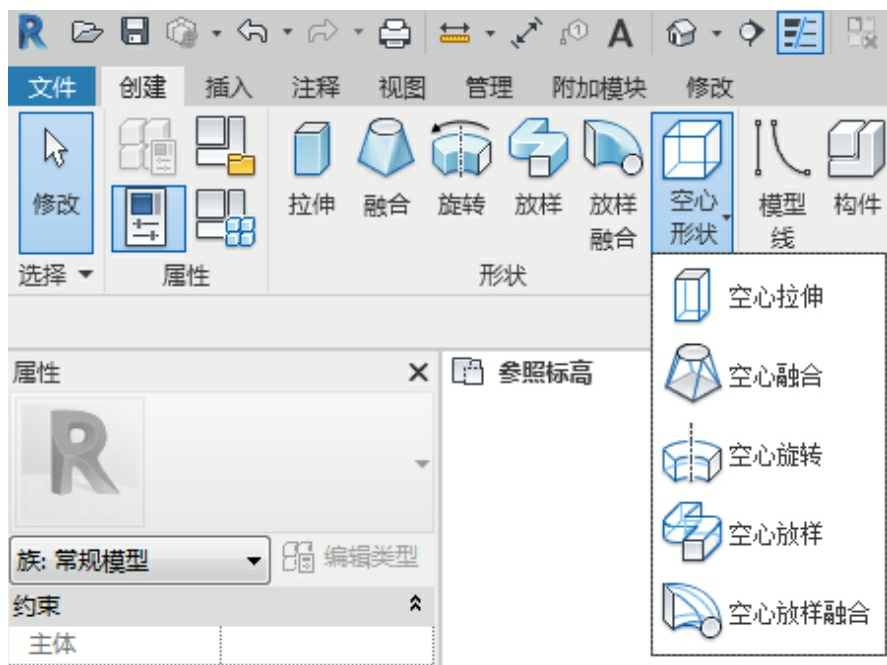 文件 创建 插入 注释 视图 管理 附加模块 修改
修改 拉伸 融合 旋转 放样 放样融合 空心形状 模型线 构件
选择 属性 形状
空心拉伸
空心融合
空心旋转
空心放样
空心放样融合
属性
参照标高
族: 常规模型 编辑类型
约束
主体